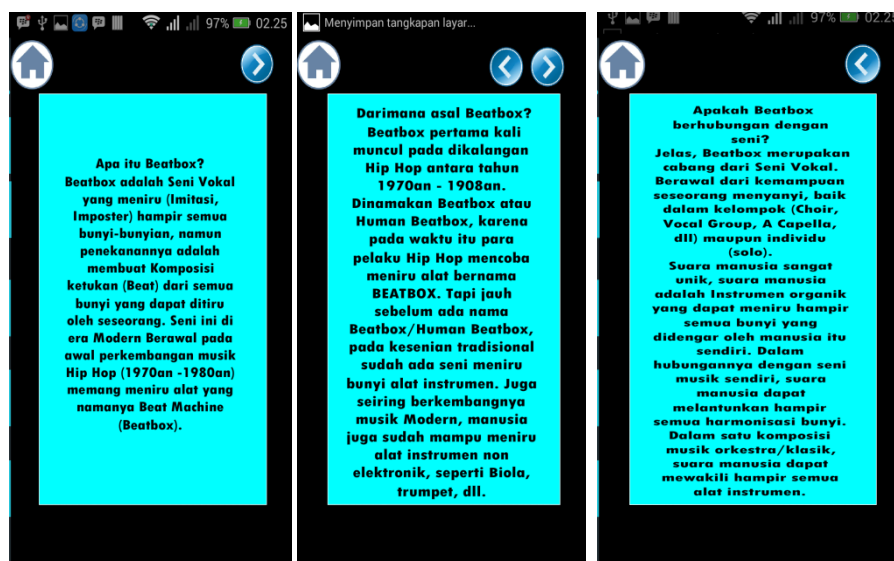 97% 02.25
Apa itu Beatbox?
Beatbox adalah Seni Vokal
yang meniru (Imitasi,
Imposter) hampir semua
bunyi-bunyian, namun
penekanannya adalah
membuat Komposisi
ketukan (Beat) dari semua
bunyi yang dapat ditiru
oleh seseorang. Seni ini di
era Modern Berawal pada
awal perkembangan musik
Hip Hop (1970an -1980an)
memang meniru alat yang
namanya Beat Machine
(Beatbox).
Menyimpan tangkapan layar...
Darimana asal Beatbox?
Beatbox pertama kali
muncul pada dikalangan
Hip Hop antara tahun
1970an - 1908an.
Dinamakan Beatbox atau
Human Beatbox, karena
pada waktu itu para
pelaku Hip Hop mencoba
meniru alat bernama
BEATBOX. Tapi jauh
sebelum ada nama
Beatbox/Human Beatbox,
pada kesenian tradisional
sudah ada seni meniru
bunyi alat instrumen. Juga
seiring berkembangnya
musik Modern, manusia
juga sudah mampu meniru
alat instrumen non
elektronik, seperti Biola,
trumpet, dll.
97% 02.25
Apakah Beatbox
berhubungan dengan
seni?
Jelas, Beatbox merupakan
cabang dari Seni Vokal.
Berawal dari kemampuan
seseorang menyanyi, baik
dalam kelompok (Choir,
Vocal Group, A Capella,
dll) maupun individu
(solo).
Suara manusia sangat
unik, suara manusia
adalah Instrumen organik
yang dapat meniru hampir
semua bunyi yang
didengar oleh manusia itu
sendiri. Dalam
hubungannya dengan seni
musik sendiri, suara
manusia dapat
melantunkan hampir
semua harmonisasi bunyi.
Dalam satu komposisi
musik orkestra/klasik,
suara manusia dapat
mewakili hampir semua
alat instrumen.